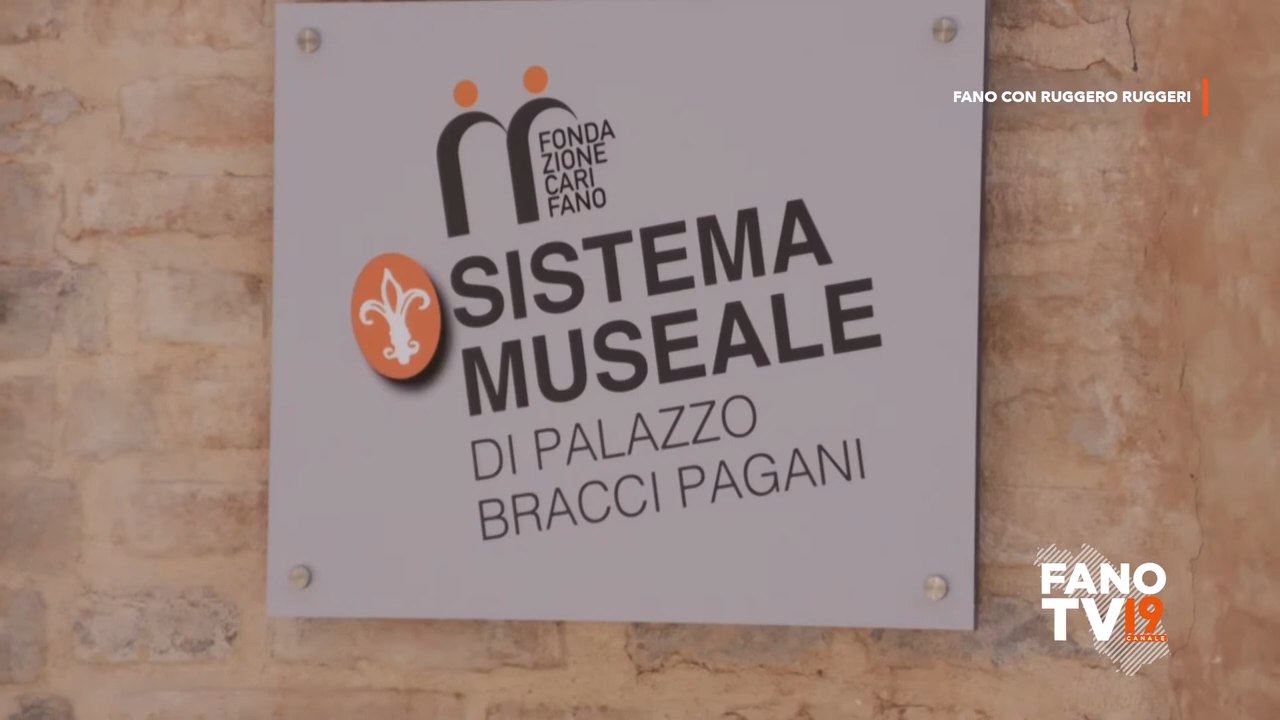 FANO CON RUGGERO RUGGERI
FONDA
ZIONE
CARI
FANO
SISTEMA
MUSEALE
DI PALAZZO
BRACCI PAGANI
FANO
TV19
CANALE